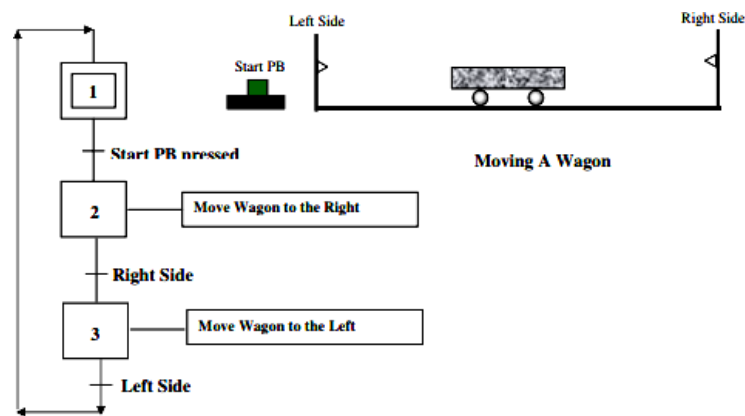 Left Side
Right Side
Start PB
1
Start PB pressed
Moving A Wagon
2
Move Wagon to the Right
Right Side
3
Move Wagon to the Left
Left Side